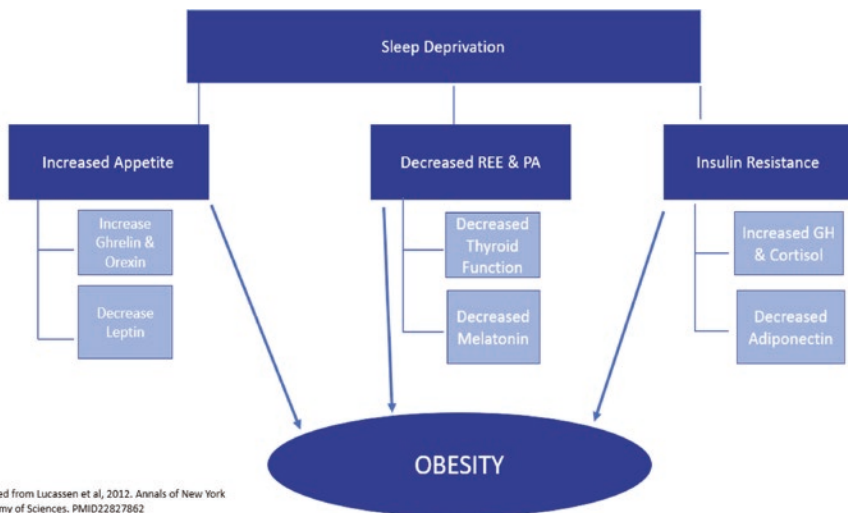 Sleep Deprivation
Increased Appetite
Decreased REE & PA
Insulin Resistance
Increase
Ghrelin &
Orexin
Decrease
Leptin
Decreased
Thyroid
Function
Decreased
Melatonin
Increased GH
& Cortisol
Decreased
Adiponectin
OBESITY
ed from Lucassen et al, 2012. Annals of New York
my of Sciences. PMID22827862